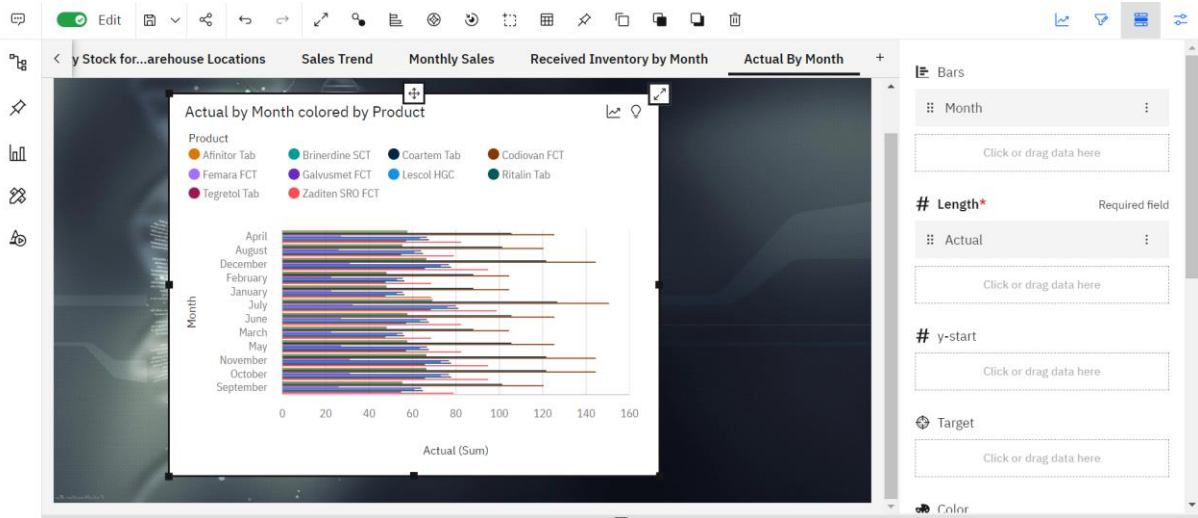 Edit
y Stock for...arehouse Locations
Sales Trend
Monthly Sales
Received Inventory by Month
Actual By Month
+
Actual by Month colored by Product
Product
Afinitor Tab
Brinerdine SCT
Coartem Tab
Codiovan FCT
Femara FCT
Galvusmet FCT
Lescol HGC
Ritalin Tab
Tegretol Tab
Zaditen SRO FCT
Month
April
August
December
February
January
July
June
March
May
November
October
September
0 20 40 60 80 100 120 140 160
Actual (Sum)
Bars
Month
Click or drag data here
# Length* Required field
Actual
Click or drag data here
# y-start
Click or drag data here
Target
Click or drag data here
Color